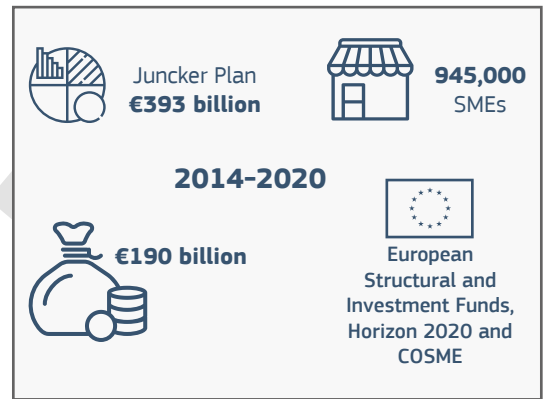 Juncker Plan
€393 billion
945,000
SMEs
2014-2020
€190 billion
European
Structural and
Investment Funds,
Horizon 2020 and
COSME